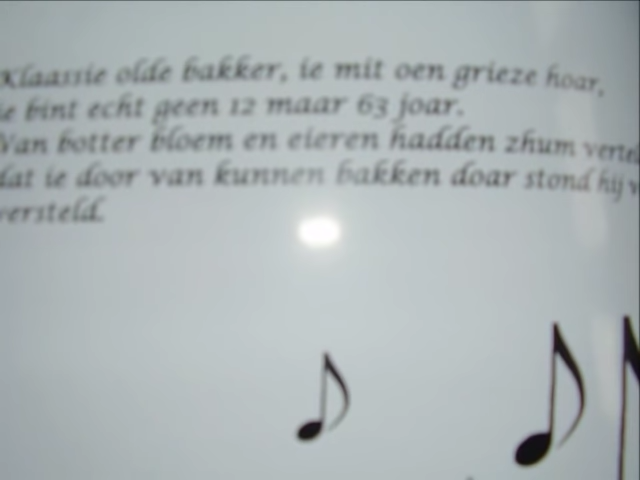 Klaassie olde bakker, ie mit oen grieze hoar,
ie bint echt geen 12 maar 63 joar.
Van botter bloem en eieren hadden zhum
dat ie door van kunnen bakken doar stond hij
versteld.